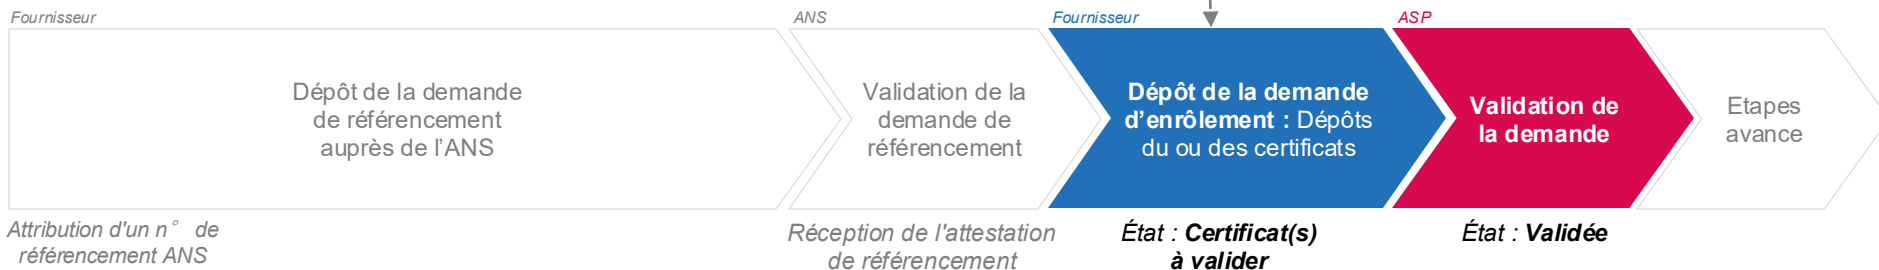 Fournisseur
Dépôt de la demande
de référencement
auprès de l'ANS
Attribution d'un n° de
référencement ANS
ANS
Validation de la
demande de
référencement
Réception de l'attestation
de référencement
Fournisseur
Dépôt de la demande
d'enrôlement : Dépôts
du ou des certificats
État : Certificat(s)
à valider
ASP
Validation de
la demande
État : Validée
Etapes
avance